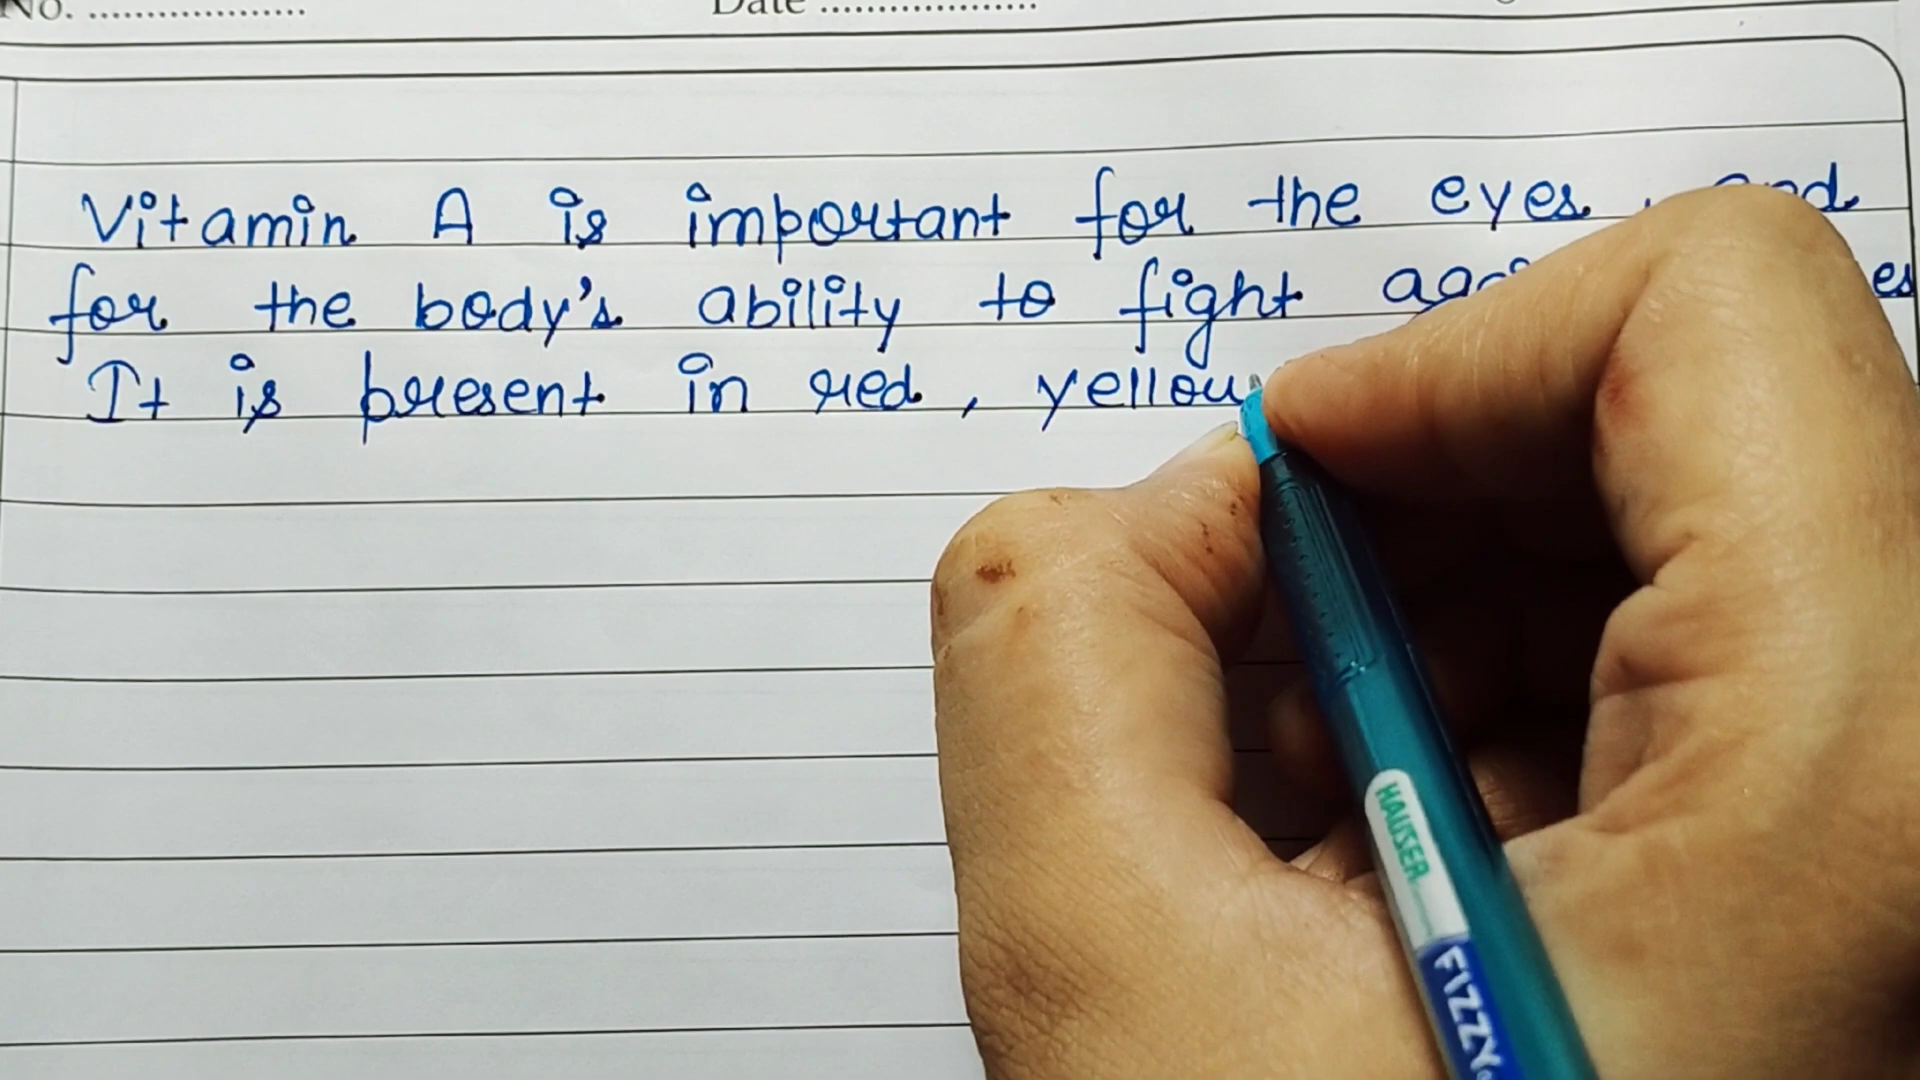 No. ................... Date ...................
Vitamin A is important for the eyes, and
for the body's ability to fight
It is present in red, yellow
HAUSER
FIZZY